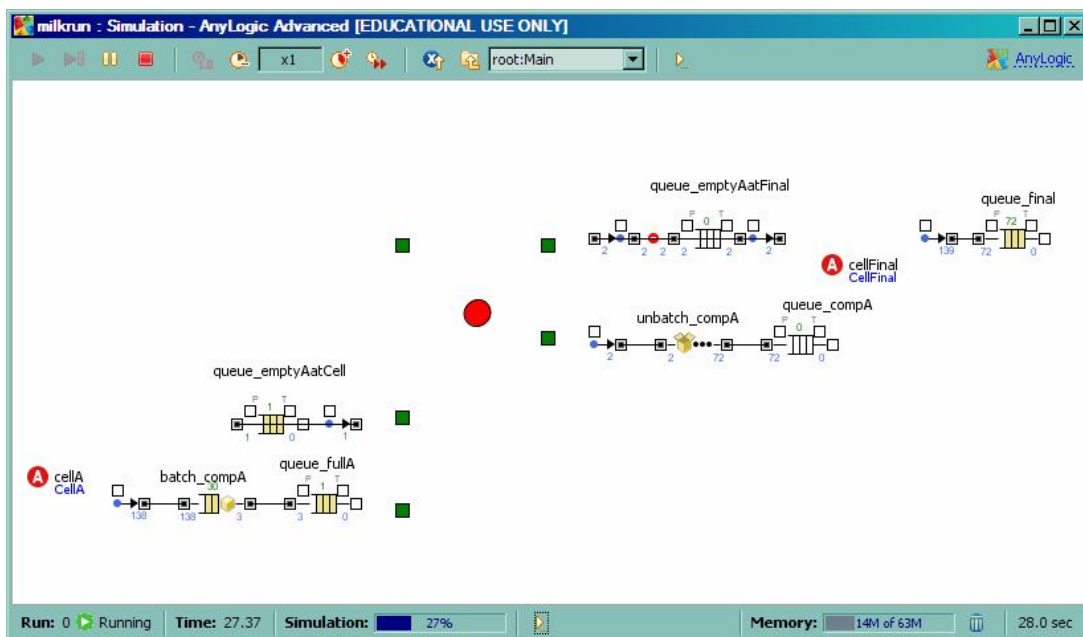 milkrun : Simulation - AnyLogic Advanced [EDUCATIONAL USE ONLY]
x1
root:Main
AnyLogic
queue_emptyAatFinal
P 0 T
2 2 2 2 2 2
queue_final
P 72 T
139 72 0
A cellFinal
CellFinal
unbatch_compA
2 2 72
queue_compA
P 0 T
72 0
queue_emptyAatCell
P 1 T
1 0 1
A cellA
CellA
batch_compA
30
138 138 3
queue_fullA
P 1 T
3 0
Run: 0 Running Time: 27.37 Simulation: 27% Memory: 14M of 63M 28.0 sec